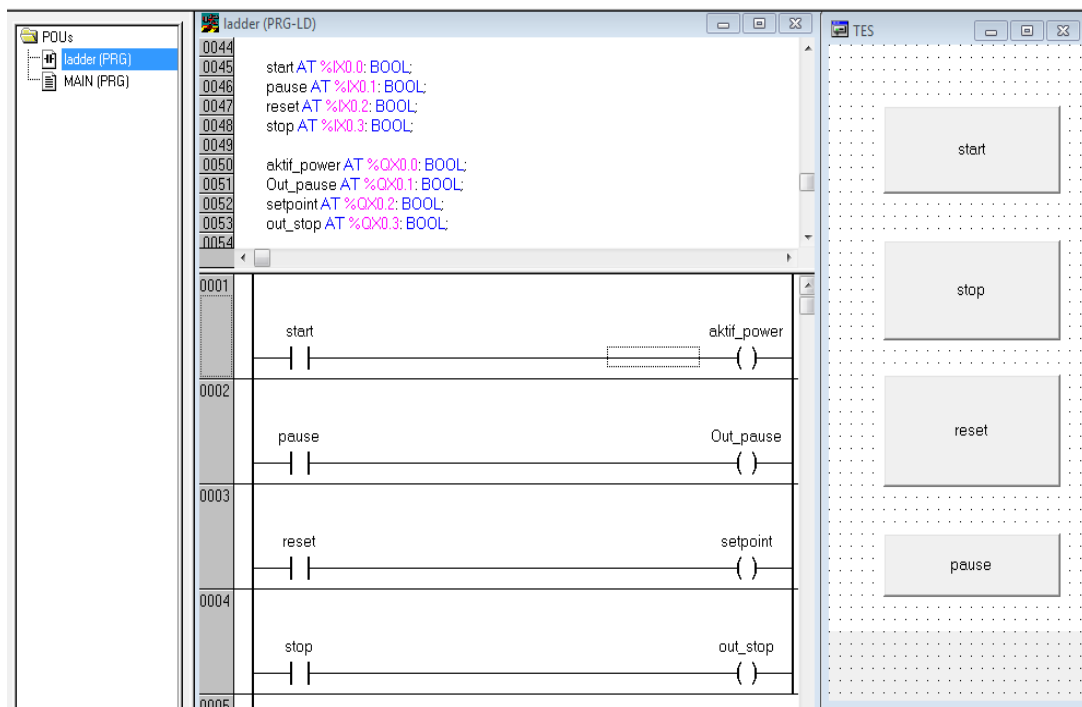 POUs
ladder (PRG)
MAIN (PRG)
ladder (PRG-LD)
0044
0045 start AT %IX0.0: BOOL;
0046 pause AT %IX0.1: BOOL;
0047 reset AT %IX0.2: BOOL;
0048 stop AT %IX0.3: BOOL;
0049
0050 aktif_power AT %QX0.0: BOOL;
0051 Out_pause AT %QX0.1: BOOL;
0052 setpoint AT %QX0.2: BOOL;
0053 out_stop AT %QX0.3: BOOL;
0054
0001
start aktif_power
0002
pause Out_pause
0003
reset setpoint
0004
stop out_stop
0005
TES
start
stop
reset
pause